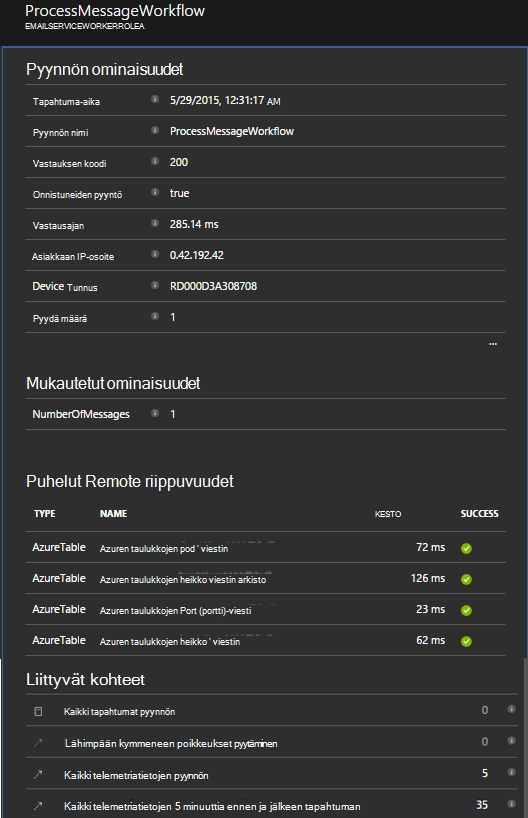 ProcessMessageWorkflow
EMAILSERVICEWORKERROLEA
Pyynnön ominaisuudet
Tapahtuma-aika 5/29/2015, 12:31:17 AM
Pyynnön nimi ProcessMessageWorkflow
Vastauksen koodi 200
Onnistuneiden pyyntö true
Vastausajan 285.14 ms
Asiakkaan IP-osoite 0.42.192.42
Device Tunnus RD000D3A308708
Pyydä määrä 1
...
Mukautetut ominaisuudet
NumberOfMessages 1
Puhelut Remote riippuvuudet
TYPE NAME KESTO SUCCESS
AzureTable Azuren taulukkojen pod ' viestin 72 ms
AzureTable Azuren taulukkojen heikko viestin arkisto 126 ms
AzureTable Azuren taulukkojen Port (portti)-viesti 23 ms
AzureTable Azuren taulukkojen heikko ' viestin 62 ms
Liittyvät kohteet
Kaikki tapahtumat pyynnön 0
Lähimpään kymmeneen poikkeukset pyytäminen 0
Kaikki telemetriatietojen pyynnön 5
Kaikki telemetriatietojen 5 minuuttia ennen ja jälkeen tapahtuman 35